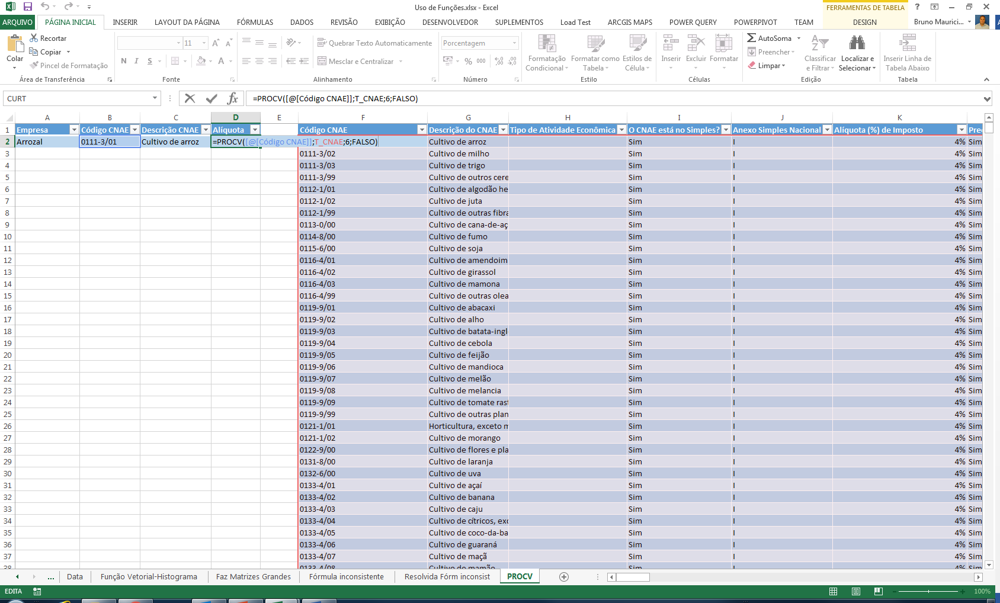 Uso de Funções.xlsx - Excel
FERRAMENTAS DE TABELA
ARQUIVO PÁGINA INICIAL INSERIR LAYOUT DA PÁGINA FÓRMULAS DADOS REVISÃO EXIBIÇÃO DESENVOLVEDOR SUPLEMENTOS Load Test ARCGIS MAPS POWER QUERY POWERPIVOT TEAM DESIGN Bruno Maurici...
Colar
Recortar
Copiar
Pincel de Formatação
Área de Transferência
11
N I S
Fonte
Quebrar Texto Automaticamente
Mesclar e Centralizar
Alinhamento
Porcentagem
% 000
Número
Formatação Condicional
Formatar como Tabela
Estilos de Célula
Estilo
Inserir Excluir Formatar
Células
AutoSoma
Preencher
Limpar
Classificar e Filtrar
Localizar e Selecionar
Edição
Inserir Linha de Tabela Abaixo
Tabela
CURT =PROCV([@[Código CNAE]];T_CNAE;6;FALSO)
A B C D E F G H I J K
1 Empresa Código CNAE Descrição CNAE Alíquota Código CNAE Descrição do CNAE Tipo de Atividade Econômica O CNAE está no Simples? Anexo Simples Nacional Alíquota (%) de Imposto
2 Arrozal 0111-3/01 Cultivo de arroz =PROCV([@[Código CNAE]];T_CNAE;6;FALSO) Cultivo de arroz Sim I 4% Sim
3 0111-3/02 Cultivo de milho Sim I 4% Sim
4 0111-3/03 Cultivo de trigo Sim I 4% Sim
5 0111-3/99 Cultivo de outros cere Sim I 4% Sim
6 0112-1/01 Cultivo de algodão he Sim I 4% Sim
7 0112-1/02 Cultivo de juta Sim I 4% Sim
8 0112-1/99 Cultivo de outras fibra Sim I 4% Sim
9 0113-0/00 Cultivo de cana-de-aç Sim I 4% Sim
10 0114-8/00 Cultivo de fumo Sim I 4% Sim
11 0115-6/00 Cultivo de soja Sim I 4% Sim
12 0116-4/01 Cultivo de amendoim Sim I 4% Sim
13 0116-4/02 Cultivo de girassol Sim I 4% Sim
14 0116-4/03 Cultivo de mamona Sim I 4% Sim
15 0116-4/99 Cultivo de outras olea Sim I 4% Sim
16 0119-9/01 Cultivo de abacaxi Sim I 4% Sim
17 0119-9/02 Cultivo de alho Sim I 4% Sim
18 0119-9/03 Cultivo de batata-ingl Sim I 4% Sim
19 0119-9/04 Cultivo de cebola Sim I 4% Sim
20 0119-9/05 Cultivo de feijão Sim I 4% Sim
21 0119-9/06 Cultivo de mandioca Sim I 4% Sim
22 0119-9/07 Cultivo de melão Sim I 4% Sim
23 0119-9/08 Cultivo de melancia Sim I 4% Sim
24 0119-9/09 Cultivo de tomate rast Sim I 4% Sim
25 0119-9/99 Cultivo de outras plan Sim I 4% Sim
26 0121-1/01 Horticultura, exceto m Sim I 4% Sim
27 0121-1/02 Cultivo de morango Sim I 4% Sim
28 0122-9/00 Cultivo de flores e pla Sim I 4% Sim
29 0131-8/00 Cultivo de laranja Sim I 4% Sim
30 0132-6/00 Cultivo de uva Sim I 4% Sim
31 0133-4/01 Cultivo de açaí Sim I 4% Sim
32 0133-4/02 Cultivo de banana Sim I 4% Sim
33 0133-4/03 Cultivo de caju Sim I 4% Sim
34 0133-4/04 Cultivo de cítricos, exc Sim I 4% Sim
35 0133-4/05 Cultivo de coco-da-ba Sim I 4% Sim
36 0133-4/06 Cultivo de guaraná Sim I 4% Sim
37 0133-4/07 Cultivo de maçã Sim I 4% Sim
38 0133-4/08 Cultivo de mamão Sim I 4% Sim
... Data Função Vetorial-Histograma Faz Matrizes Grandes Fórmula inconsistente Resolvida Fórm inconsist PROCV
EDITA 100%